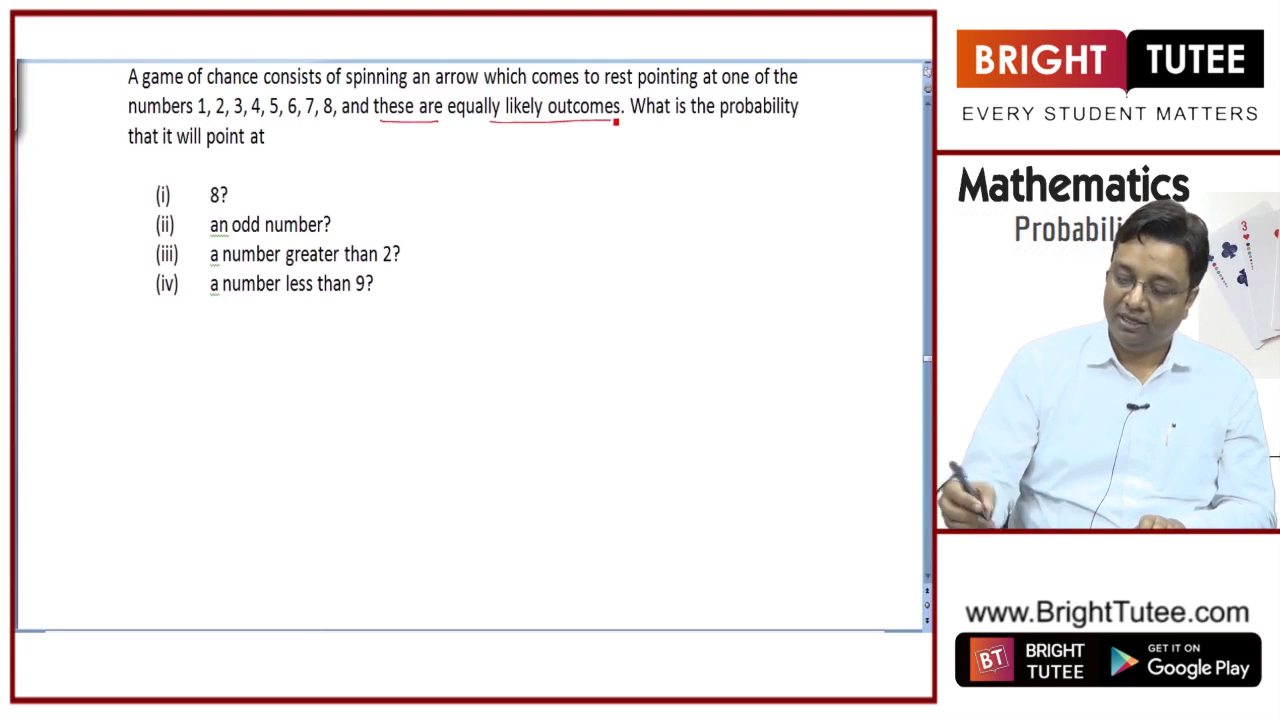 A game of chance consists of spinning an arrow which comes to rest pointing at one of the
numbers 1, 2, 3, 4, 5, 6, 7, 8, and these are equally likely outcomes. What is the probability
that it will point at
(i) 8?
(ii) an odd number?
(iii) a number greater than 2?
(iv) a number less than 9?
BRIGHT TUTEE
EVERY STUDENT MATTERS
Mathematics
Probabili
3
www.BrightTutee.com
BT
BRIGHT
TUTEE
GET IT ON
Google Play